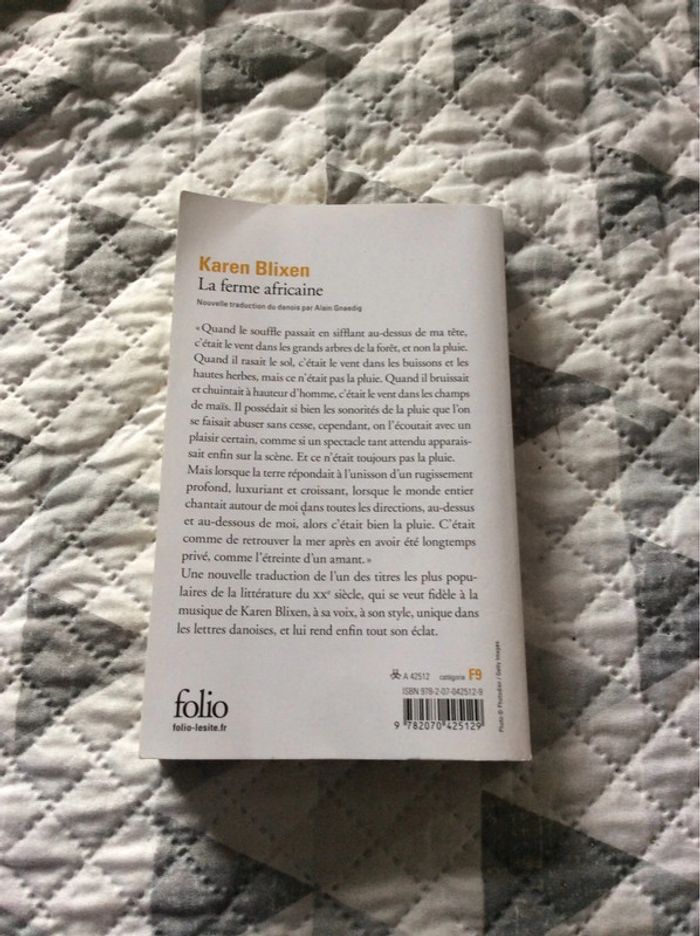 Karen Blixen
La ferme africaine
Nouvelle traduction du danois par Alain Gnaedig
« Quand le souffle passait en sifflant au-dessus de ma tête,
c'était le vent dans les grands arbres de la forêt, et non la pluie.
Quand il rasait le sol, c'était le vent dans les buissons et les
hautes herbes, mais ce n'était pas la pluie. Quand il bruissait
et chuintait à hauteur d'homme, c'était le vent dans les champs
de maïs. Il possédait si bien les sonorités de la pluie que l'on
se faisait abuser sans cesse, cependant, on l'écoutait avec un
plaisir certain, comme si un spectacle tant attendu apparais-
sait enfin sur la scène. Et ce n'était toujours pas la pluie.
Mais lorsque la terre répondait à l'unisson d'un rugissement
profond, luxuriant et croissant, lorsque le monde entier
chantait autour de moi dans toutes les directions, au-dessus
et au-dessous de moi, alors c'était bien la pluie. C'était
comme de retrouver la mer après en avoir été longtemps
privé, comme l'étreinte d'un amant. »
Une nouvelle traduction de l'un des titres les plus popu-
laires de la littérature du XXe siècle, qui se veut fidèle à la
musique de Karen Blixen, à sa voix, à son style, unique dans
les lettres danoises, et lui rend enfin tout son éclat.
A 42512 catégorie F9
ISBN 978-2-07-042512-9
9 782070 425129
folio
folio-lesite.fr
Photo © Photodisc / Getty Images